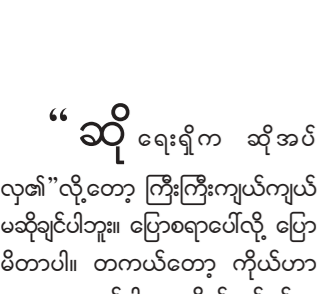 “ဆို ရေးရှိက ဆိုအပ်
လှ၏”လို့တော့ ကြီးကြီးကျယ်ကျယ်
မဆိုချင်ပါဘူး။ ပြောစရာပေါ်လို့ ပြော
မိတာပါ။ တကယ်တော့ ကိုယ်ဟာ